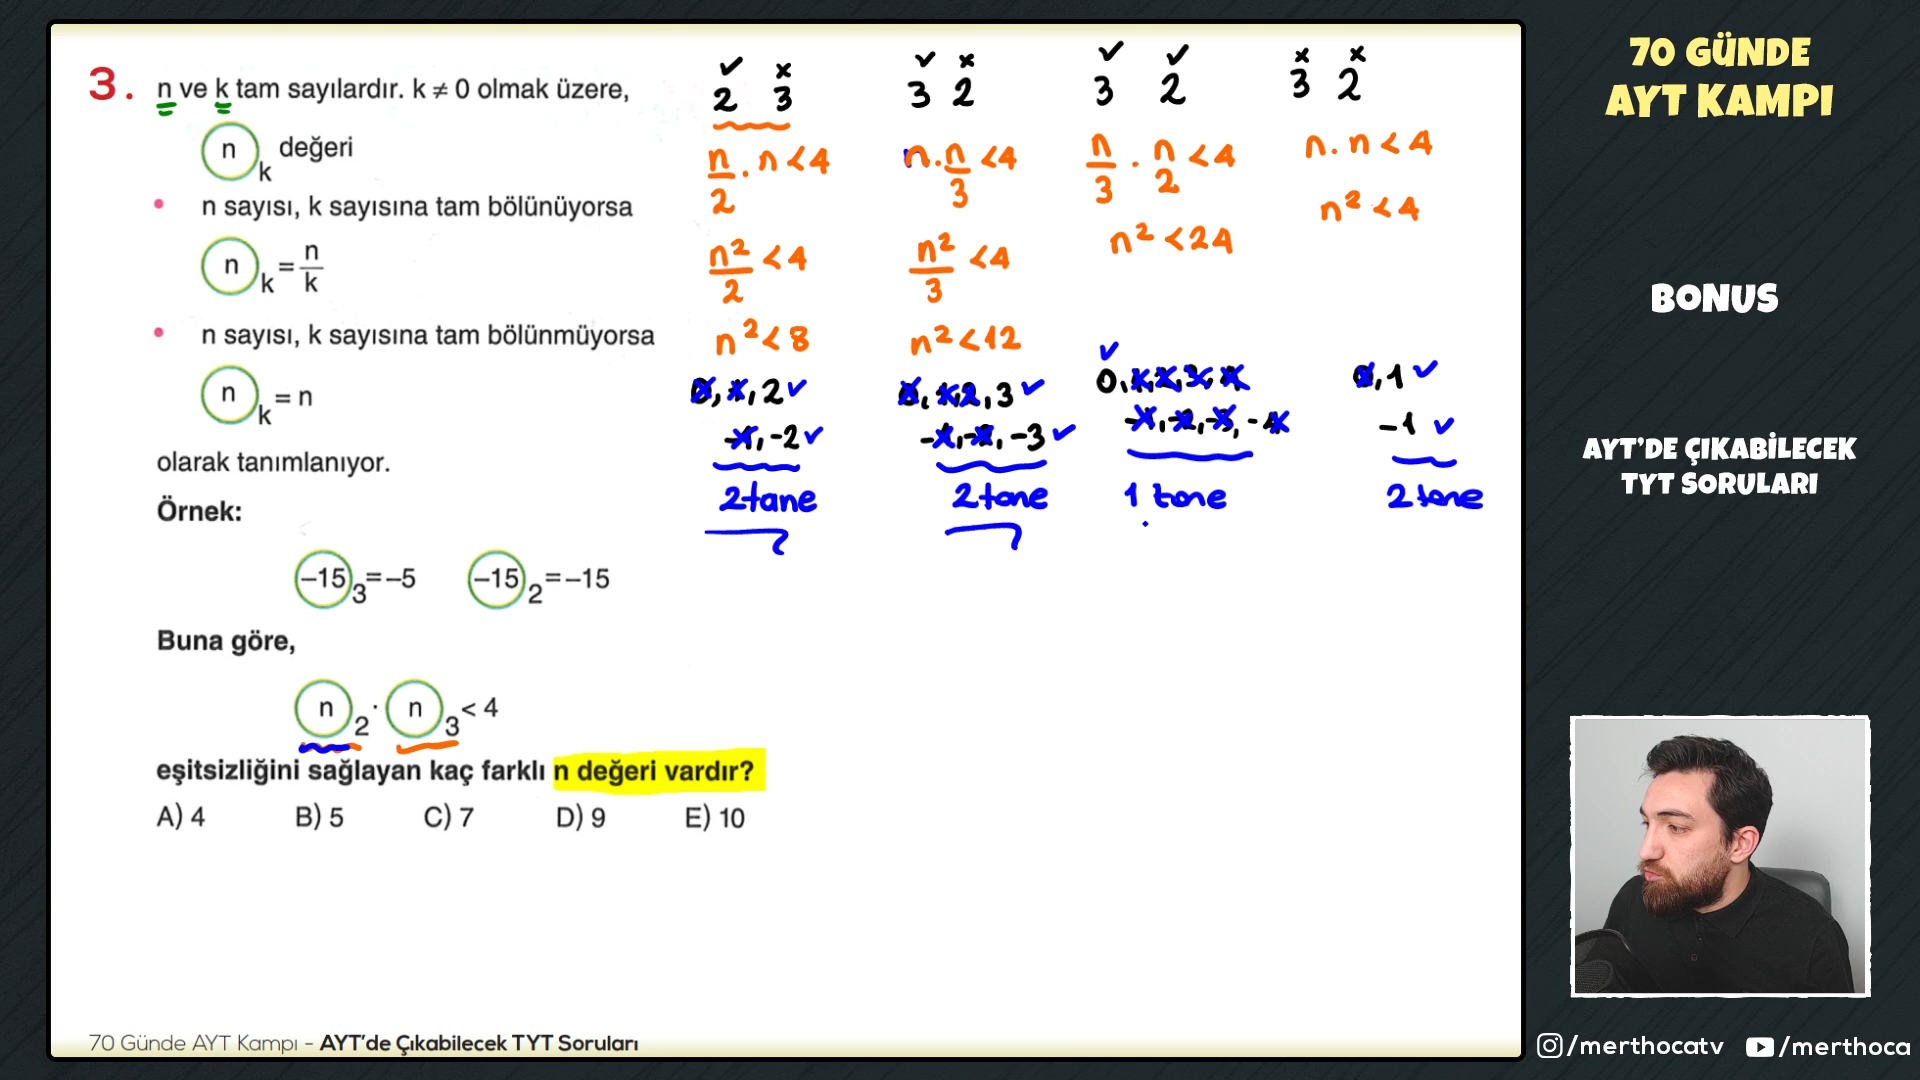 3. n ve k tam sayılardır. k ≠ 0 olmak üzere,
n k değeri
• n sayısı, k sayısına tam bölünüyorsa
n k = n/k
• n sayısı, k sayısına tam bölünmüyorsa
n k = n
olarak tanımlanıyor.
Örnek:
-15 3 = -5 -15 2 = -15
Buna göre,
n 2 · n 3 < 4
eşitsizliğini sağlayan kaç farklı n değeri vardır?
A) 4 B) 5 C) 7 D) 9 E) 10
✓ x
2 3
n/2 . n < 4
n²/2 < 4
n² < 8
0, 1, 2 ✓
-1, -2 ✓
2 tane
✓ x
3 2
n . n/3 < 4
n²/3 < 4
n² < 12
0, 1, 2, 3 ✓
-1, -2, -3 ✓
2 tane
✓ ✓
3 2
n/3 . n/2 < 4
n² < 24
✓
0, 1, 2, 3, 4
-1, -2, -3, -4
1 tane
x x
3 2
n . n < 4
n² < 4
0, 1 ✓
-1 ✓
2 tane
70 Günde AYT Kampı - AYT'de Çıkabilecek TYT Soruları
70 GÜNDE
AYT KAMPI
BONUS
AYT'DE ÇIKABİLECEK
TYT SORULARI
/merthocatv /merthoca